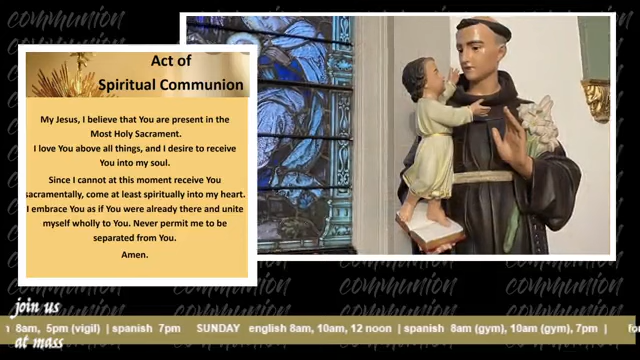 communion
Act of
Spiritual Communion
My Jesus, I believe that You are present in the
Most Holy Sacrament.
I love You above all things, and I desire to receive
You into my soul.
Since I cannot at this moment receive You
sacramentally, come at least spiritually into my heart.
I embrace You as if You were already there and unite
myself wholly to You. Never permit me to be
separated from You.
Amen.
join us
8am, 5pm (vigil) | spanish 7pm SUNDAY english 8am, 10am, 12 noon | spanish 8am (gym), 10am (gym), 7pm |
at mass